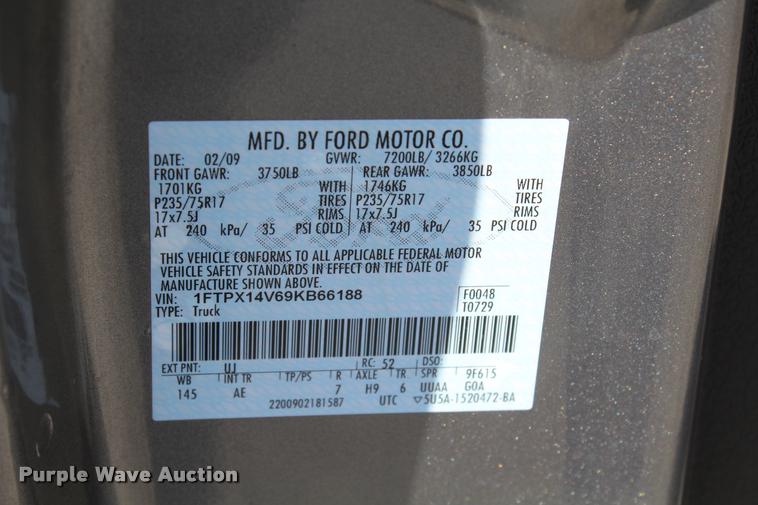 MFD. BY FORD MOTOR CO.
DATE: 02/09 GVWR: 7200LB/ 3266KG
FRONT GAWR: 3750LB REAR GAWR: 3850LB
1701KG WITH 1746KG WITH
P235/75R17 TIRES P235/75R17 TIRES
17x7.5J RIMS 17x7.5J RIMS
AT 240 kPa/ 35 PSI COLD AT 240 kPa/ 35 PSI COLD
THIS VEHICLE CONFORMS TO ALL APPLICABLE FEDERAL MOTOR
VEHICLE SAFETY STANDARDS IN EFFECT ON THE DATE OF
MANUFACTURE SHOWN ABOVE.
VIN: 1FTPX14V69KB66188 F0048
TYPE: Truck T0729
EXT PNT: UJ RC: 52 DSO:
WB INT TR TP/PS R AXLE TR SPR 9F615
145 AE 7 H9 6 UUAA G0A
2200902181587 UTC ▽5U5A-1520472-BA
Purple Wave Auction